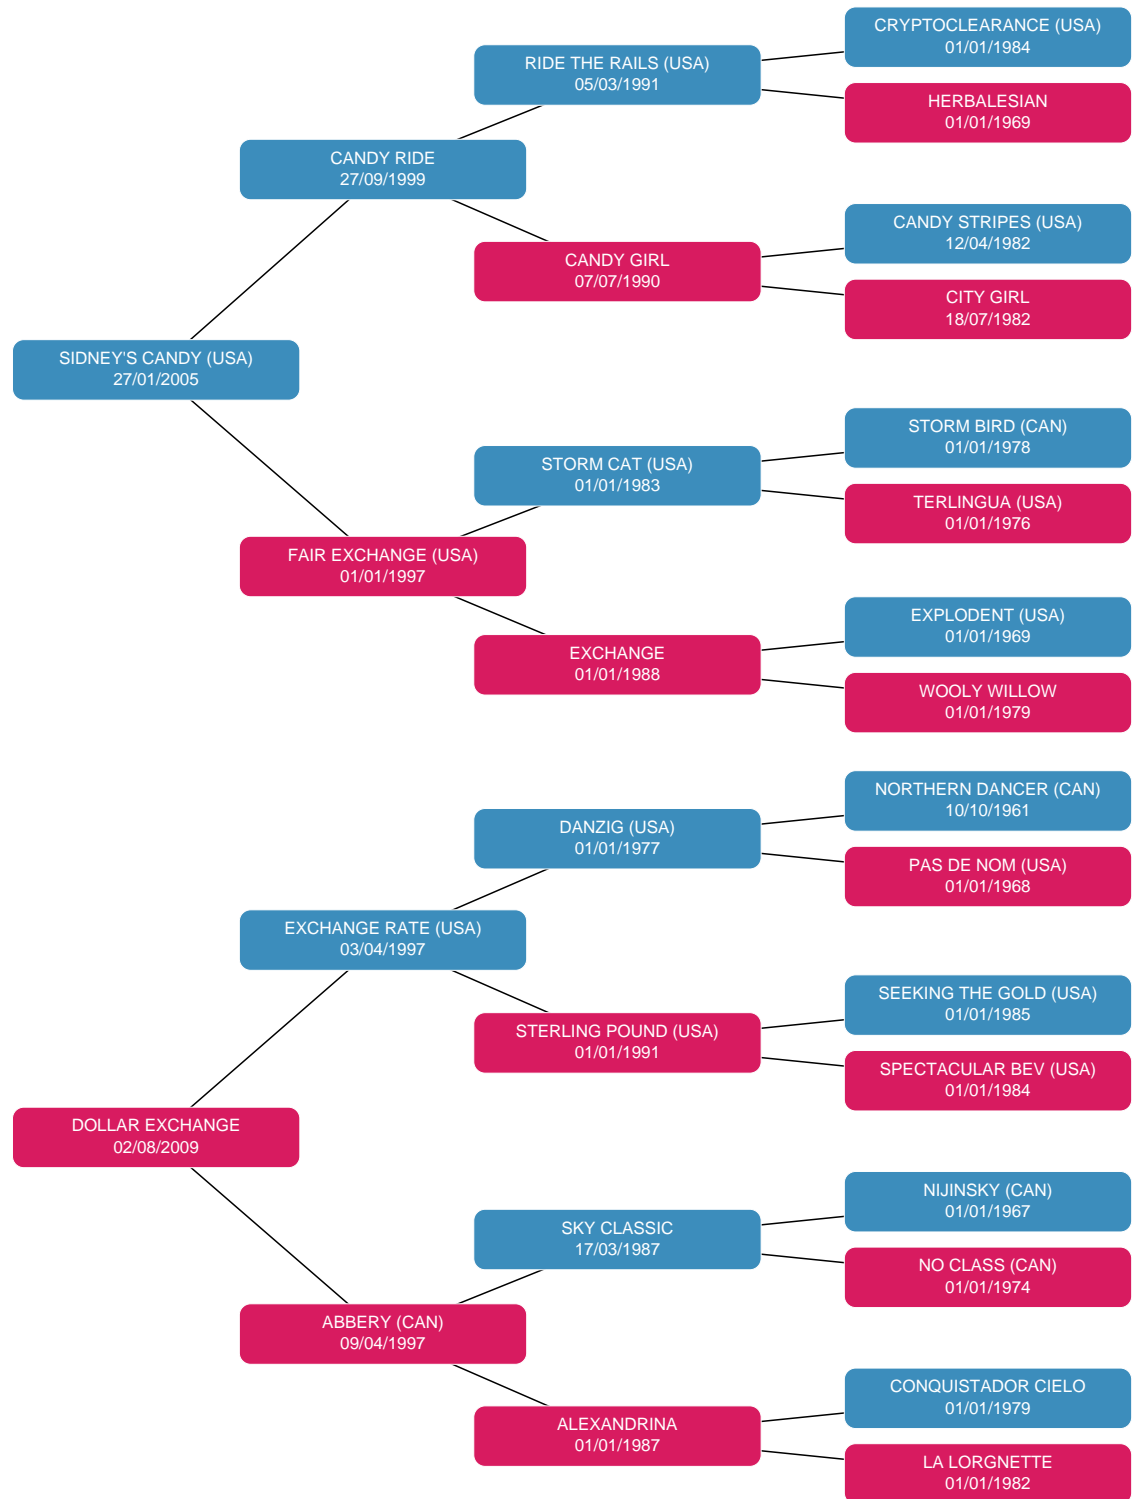 CRYPTOCLEARANCE (USA)
01/01/1984
RIDE THE RAILS (USA)
05/03/1991
HERBALESIAN
01/01/1969
CANDY RIDE
27/09/1999
CANDY STRIPES (USA)
12/04/1982
CANDY GIRL
07/07/1990
CITY GIRL
18/07/1982
SIDNEY'S CANDY (USA)
27/01/2005
STORM BIRD (CAN)
01/01/1978
STORM CAT (USA)
01/01/1983
TERLINGUA (USA)
01/01/1976
FAIR EXCHANGE (USA)
01/01/1997
EXPLODENT (USA)
01/01/1969
EXCHANGE
01/01/1988
WOOLY WILLOW
01/01/1979
NORTHERN DANCER (CAN)
10/10/1961
DANZIG (USA)
01/01/1977
PAS DE NOM (USA)
01/01/1968
EXCHANGE RATE (USA)
03/04/1997
SEEKING THE GOLD (USA)
01/01/1985
STERLING POUND (USA)
01/01/1991
SPECTACULAR BEV (USA)
01/01/1984
DOLLAR EXCHANGE
02/08/2009
NIJINSKY (CAN)
01/01/1967
SKY CLASSIC
17/03/1987
NO CLASS (CAN)
01/01/1974
ABBERY (CAN)
09/04/1997
CONQUISTADOR CIELO
01/01/1979
ALEXANDRINA
01/01/1987
LA LORGNETTE
01/01/1982